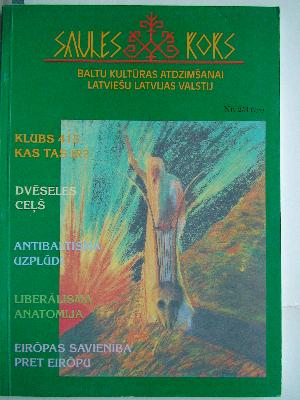 SAULES KOKS
BALTU KULTŪRAS ATDZIMŠANAI
LATVIEŠU LATVIJAS VALSTIJ
KLUBS 415
KAS TAS IR?
DVĒSELES
CEĻŠ
ANTIBALTISMA
UZPLŪDI
LIBERĀLISMA
ANATOMIJA
EIROPAS SAVIENĪBA
PRET EIROPU